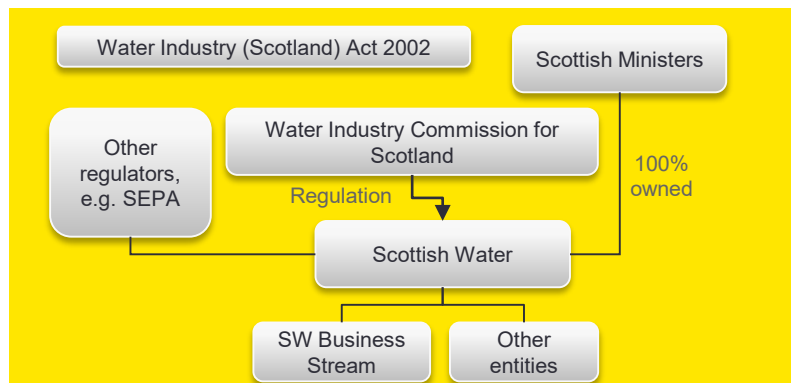 Water Industry (Scotland) Act 2002
Scottish Ministers
Other
regulators,
e.g. SEPA
Water Industry Commission for
Scotland
100%
owned
Regulation
Scottish Water
SW Business
Stream
Other
entities